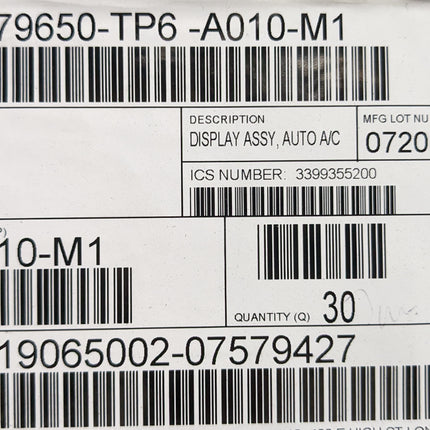 79650-TP6 -A010-M1
DESCRIPTION
DISPLAY ASSY, AUTO A/C
MFG LOT NU
0720
ICS NUMBER: 3399355200
10-M1
QUANTITY (Q) 30
19065002-07579427